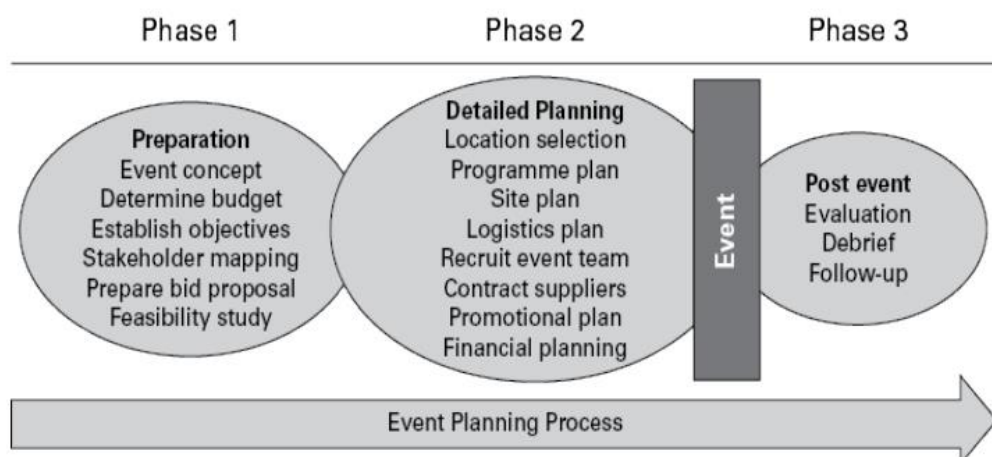 Phase 1
Phase 2
Phase 3
Preparation
Event concept
Determine budget
Establish objectives
Stakeholder mapping
Prepare bid proposal
Feasibility study
Detailed Planning
Location selection
Programme plan
Site plan
Logistics plan
Recruit event team
Contract suppliers
Promotional plan
Financial planning
Event
Post event
Evaluation
Debrief
Follow-up
Event Planning Process